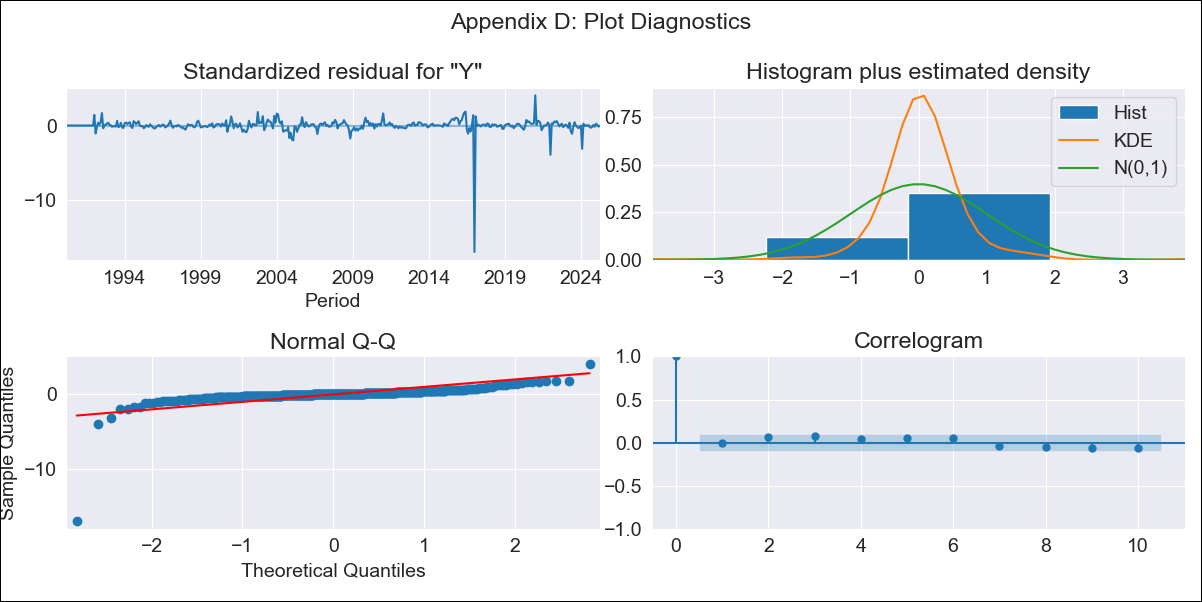 Appendix D: Plot Diagnostics
Standardized residual for "Y"
0
−10
1994 1999 2004 2009 2014 2019 2024
Period
Histogram plus estimated density
0.75
0.50
0.25
0.00
Hist
KDE
N(0,1)
−3 −2 −1 0 1 2 3
Normal Q-Q
Sample Quantiles
0
−10
−2 −1 0 1 2
Theoretical Quantiles
Correlogram
1.0
0.5
0.0
−0.5
−1.0
0 2 4 6 8 10